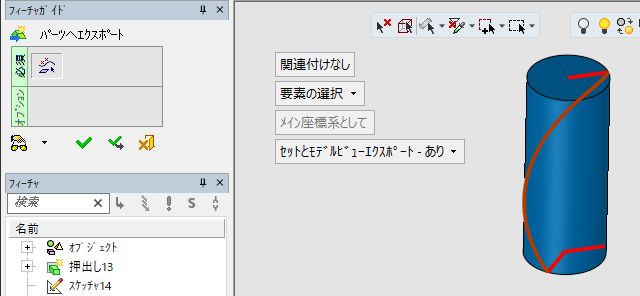 フィーチャガイド
パーツへエクスポート
必須
オプション
関連付けなし
要素の選択
メイン座標系として
セットとモデルビューエクスポート - あり
フィーチャ
検索
S
名前
オブジェクト
押出し13
スケッチャ14